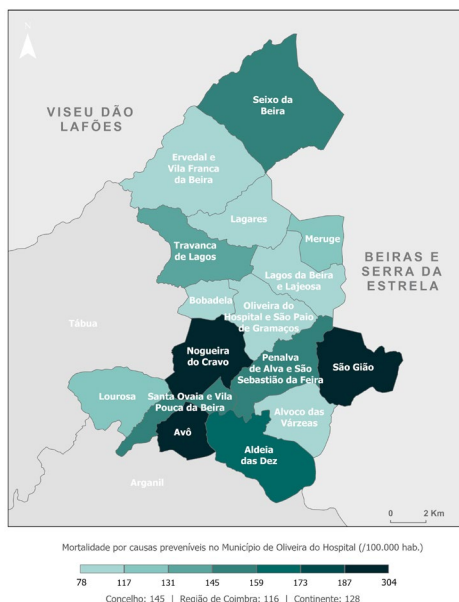 N
VISEU DÃO
LAFÕES
Seixo da
Beira
Ervedal e
Vila Franca
da Beira
Lagares
Travanca
de Lagos
Meruge
Lagos da Beira
e Lajeosa
BEIRAS E
SERRA DA
ESTRELA
Bobadela
Oliveira do
Hospital e São Paio
de Gramaços
Tábua
Nogueira
do Cravo
Penalva
de Alva e São
Sebastião da Feira
São Gião
Lourosa
Santa Ovaia e Vila
Pouca da Beira
Alvoco das
Várzeas
Avô
Aldeia
das Dez
Arganil
0 2 Km
Mortalidade por causas preveníveis no Município de Oliveira do Hospital (/100.000 hab.)
78 117 131 145 159 173 187 304
Concelho: 145 | Região de Coimbra: 116 | Continente: 128